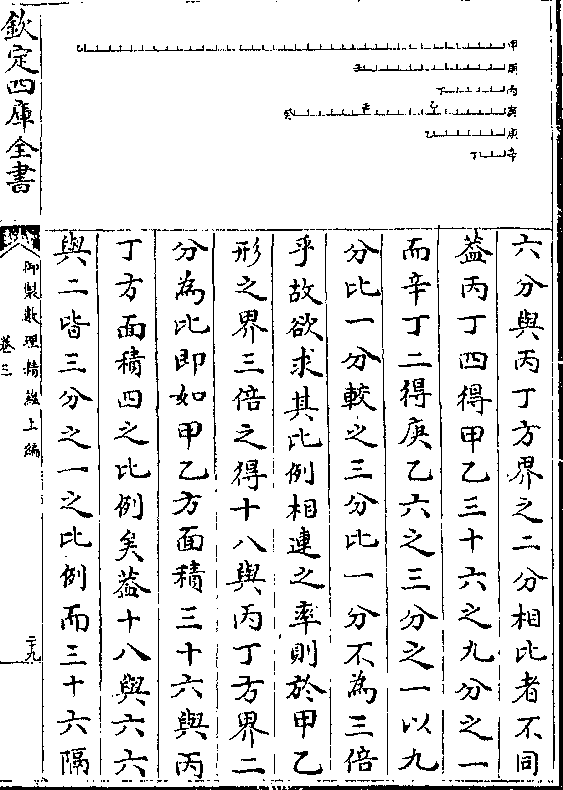 六分與丙丁方界之二分相比者不同
葢丙丁四得甲乙三十六之九分之一
而辛丁二得庚乙六之三分之一以九
分比一分較之三分比一分不為三倍
乎故欲求其比例相連之率則於甲乙
形之界三倍之得十八與丙丁方界二
分為比即如甲乙方面積三十六與丙
丁方面積四之比例矣葢十八與六六
與二皆三分之一之比例而三十六隔
欽定四庫全書
御製數理精蘊上編
卷三
二十九
甲
乙
丙
丁
庚
乙
辛
丁